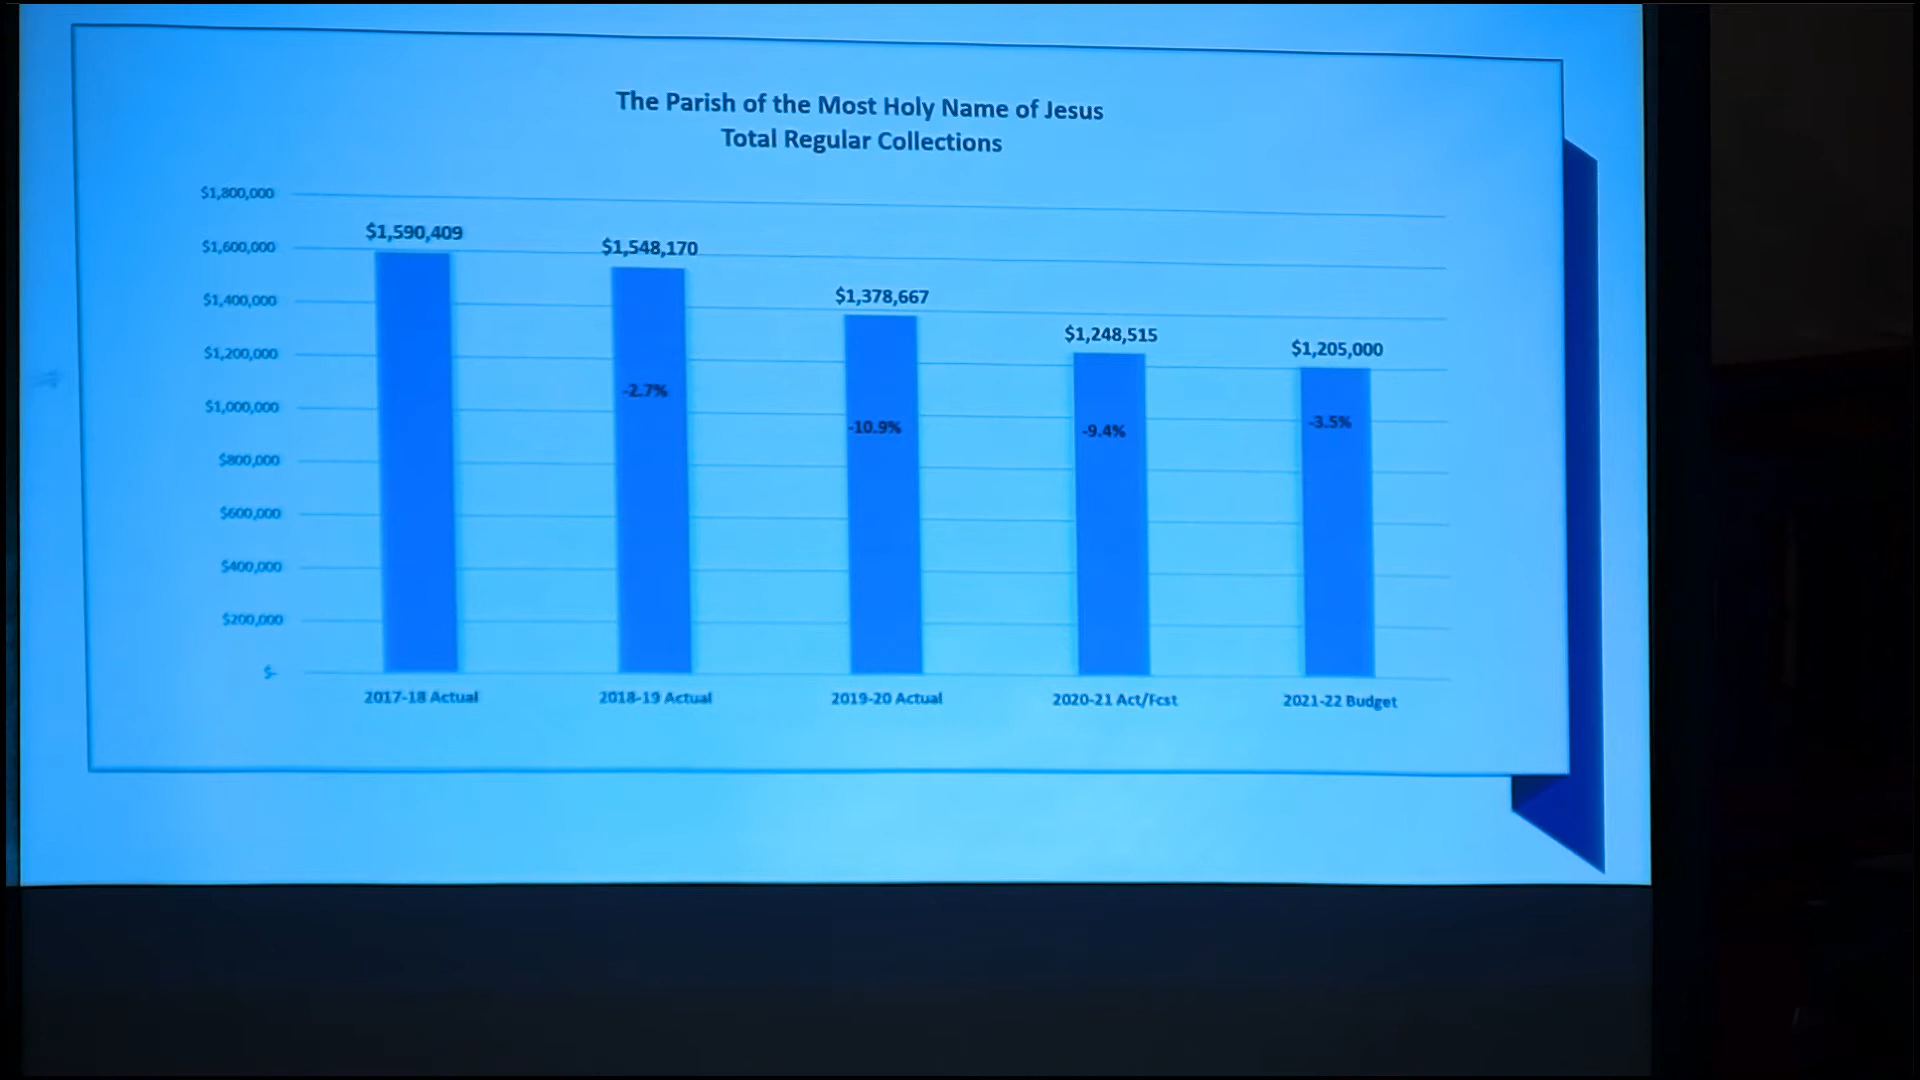 The Parish of the Most Holy Name of Jesus
Total Regular Collections
$1,800,000
$1,600,000
$1,400,000
$1,200,000
$1,000,000
$800,000
$600,000
$400,000
$200,000
$-
$1,590,409
$1,548,170
$1,378,667
$1,248,515
$1,205,000
-2.7%
-10.9%
-9.4%
-3.5%
2017-18 Actual
2018-19 Actual
2019-20 Actual
2020-21 Act/Fcst
2021-22 Budget